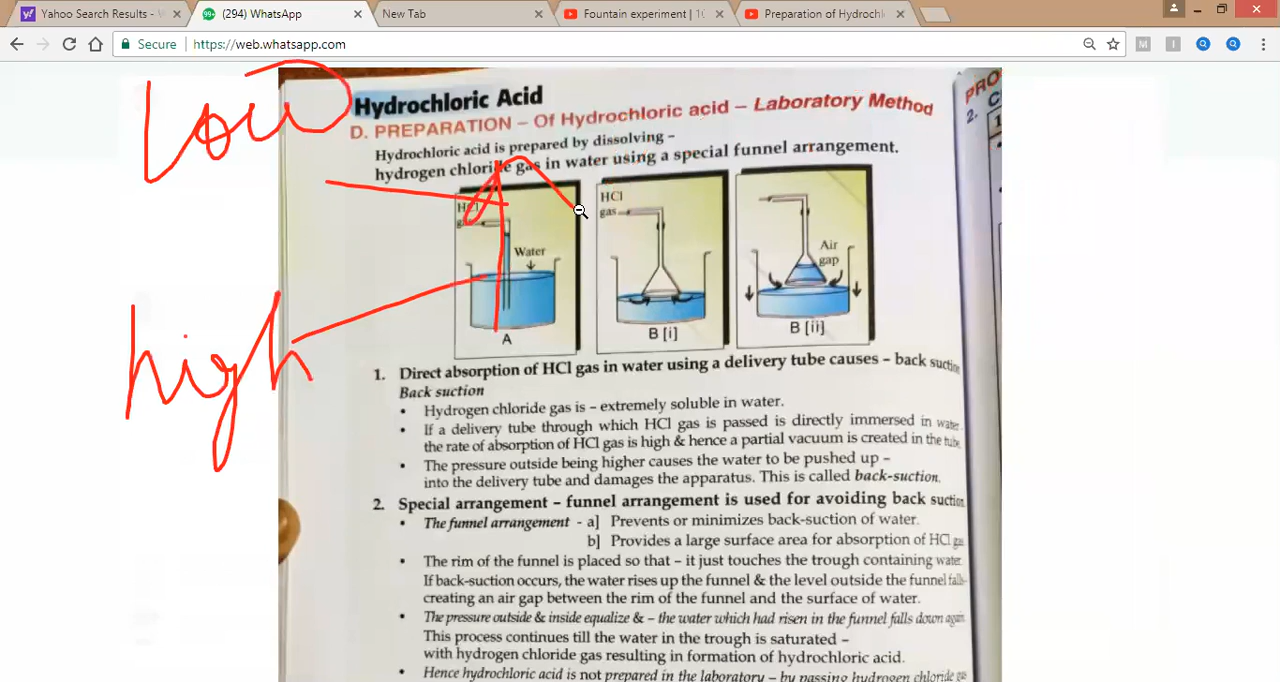 Yahoo Search Results -
(294) WhatsApp
New Tab
Fountain experiment | 10
Preparation of Hydrochl
Secure
https://web.whatsapp.com
Low
high
Hydrochloric Acid
D. PREPARATION – Of Hydrochloric acid – Laboratory Method
Hydrochloric acid is prepared by dissolving –
hydrogen chloride gas in water using a special funnel arrangement.
HCl
gas
Water
A
HCl
gas
B [i]
Air
gap
B [ii]
PRO
2. C
1
1. Direct absorption of HCl gas in water using a delivery tube causes – back suction
Back suction
• Hydrogen chloride gas is – extremely soluble in water.
• If a delivery tube through which HCl gas is passed is directly immersed in water
the rate of absorption of HCl gas is high & hence a partial vacuum is created in the tube
• The pressure outside being higher causes the water to be pushed up –
into the delivery tube and damages the apparatus. This is called back-suction.
2. Special arrangement – funnel arrangement is used for avoiding back suction
• The funnel arrangement - a] Prevents or minimizes back-suction of water.
b] Provides a large surface area for absorption of HCl gas
• The rim of the funnel is placed so that – it just touches the trough containing water
If back-suction occurs, the water rises up the funnel & the level outside the funnel falls-
creating an air gap between the rim of the funnel and the surface of water.
• The pressure outside & inside equalize & – the water which had risen in the funnel falls down again
This process continues till the water in the trough is saturated –
with hydrogen chloride gas resulting in formation of hydrochloric acid.
• Hence hydrochloric acid is not prepared in the laboratory – by passing hydrogen chloride gas